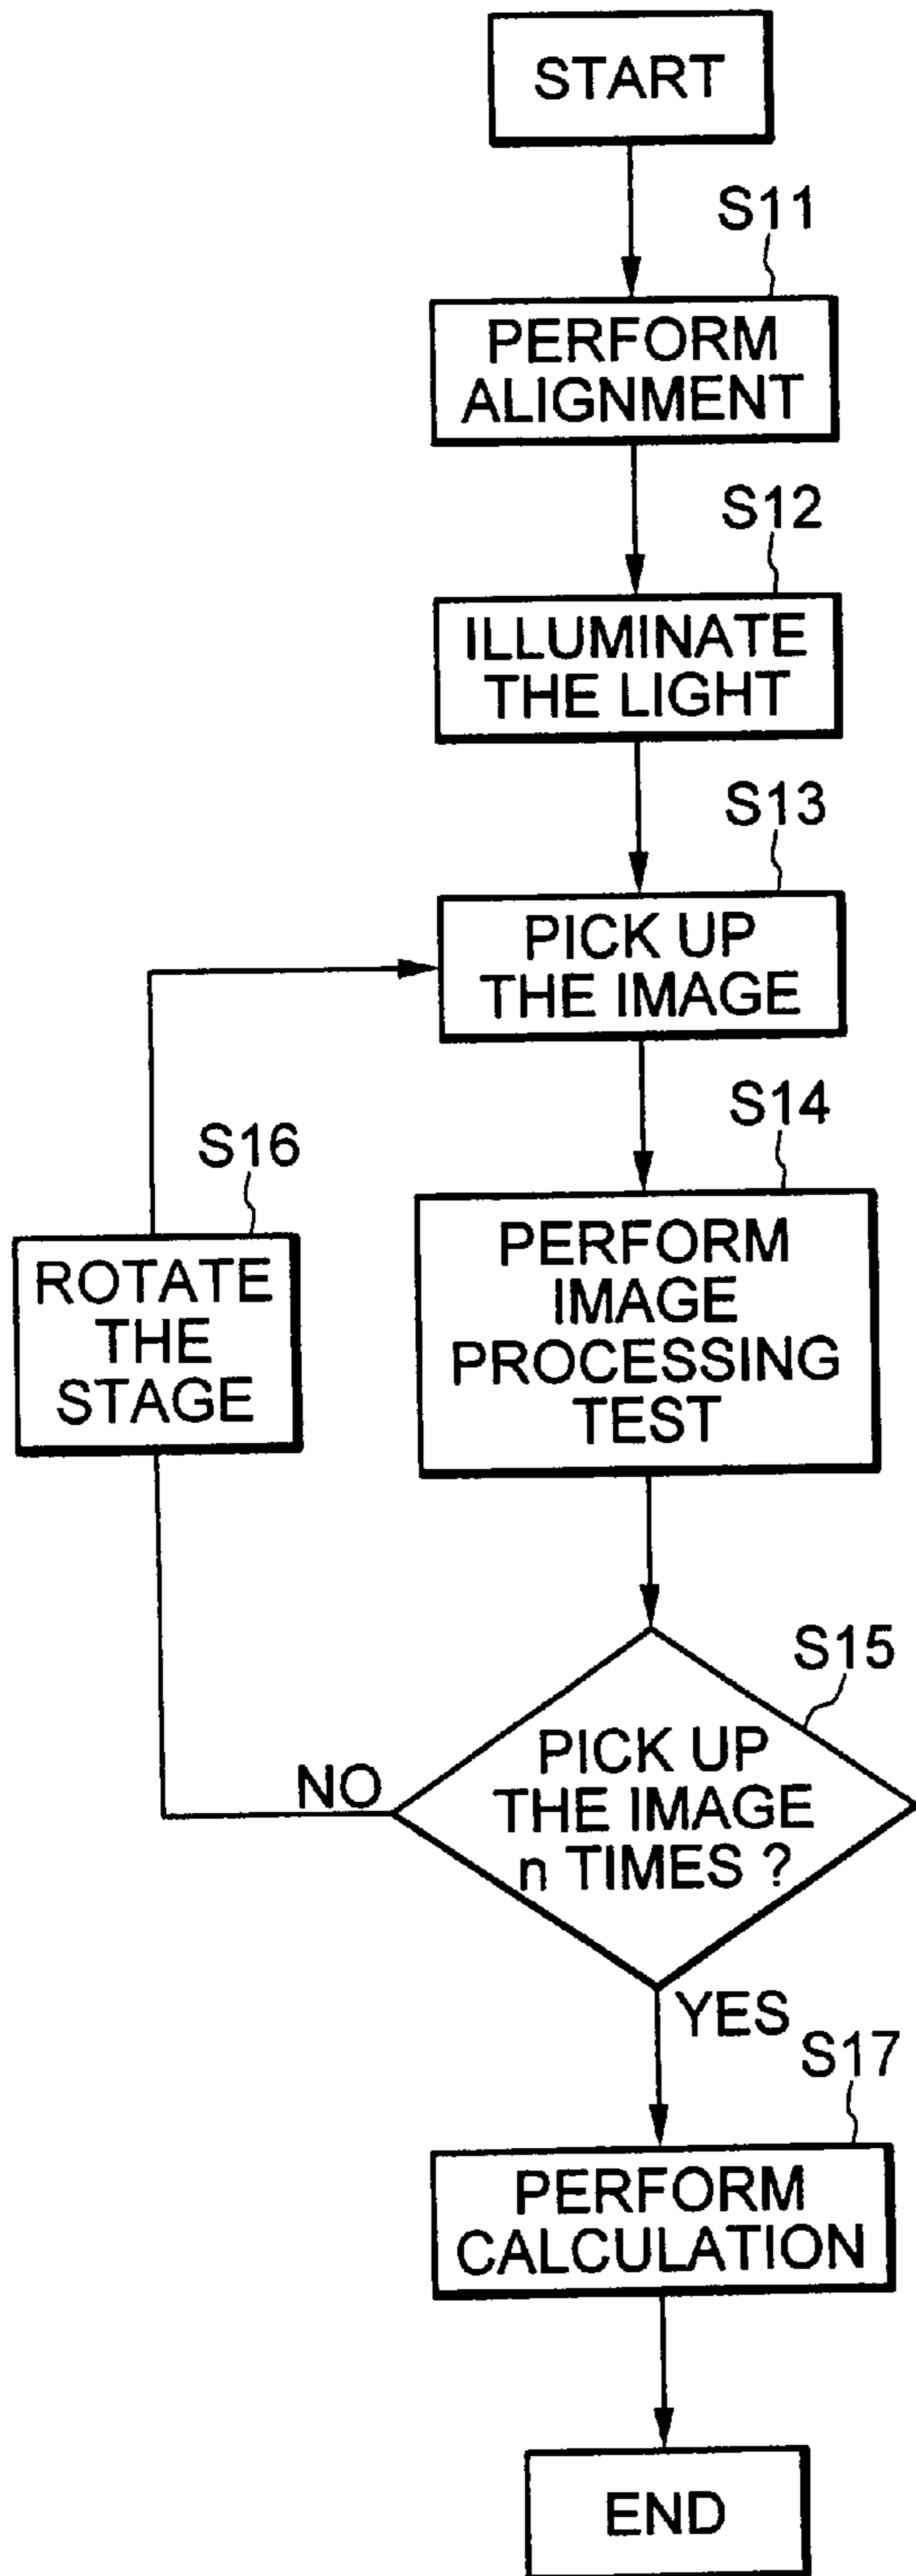 START
S11
PERFORM
ALIGNMENT
S12
ILLUMINATE
THE LIGHT
S13
PICK UP
THE IMAGE
S14
PERFORM
IMAGE
PROCESSING
TEST
S16
ROTATE
THE
STAGE
S15
PICK UP
THE IMAGE
n TIMES ?
NO
YES
S17
PERFORM
CALCULATION
END